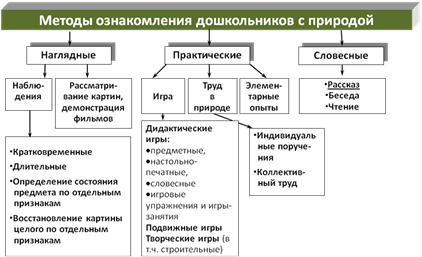 Методы ознакомления дошкольников с природой
Наглядные
Практические
Словесные
Наблю-
дения
Рассматри-
вание картин,
демонстрация
фильмов
Игра
Труд
в
природе
Элемен-
тарные
опыты
•Рассказ
•Беседа
•Чтение
•Кратковременные
•Длительные
•Определение состояния
предмета по отдельным
признакам
•Восстановление картины
целого по отдельным
признакам
Дидактические
игры:
●предметные,
●настольно-
печатные,
●словесные
●игровые
упражнения и игры-
занятия
Подвижные игры
Творческие игры (в
т.ч. строительные)
•Индивидуаль
ные поруче-
ния
•Коллектив-
ный труд